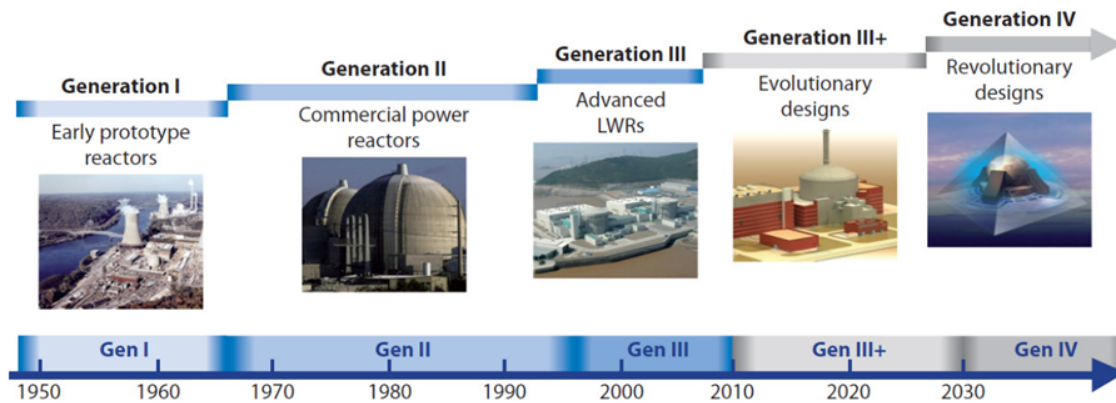 Generation I
Early prototype
reactors
Generation II
Commercial power
reactors
Generation III
Advanced
LWRs
Generation III+
Evolutionary
designs
Generation IV
Revolutionary
designs
Gen I Gen II Gen III Gen III+ Gen IV
1950 1960 1970 1980 1990 2000 2010 2020 2030